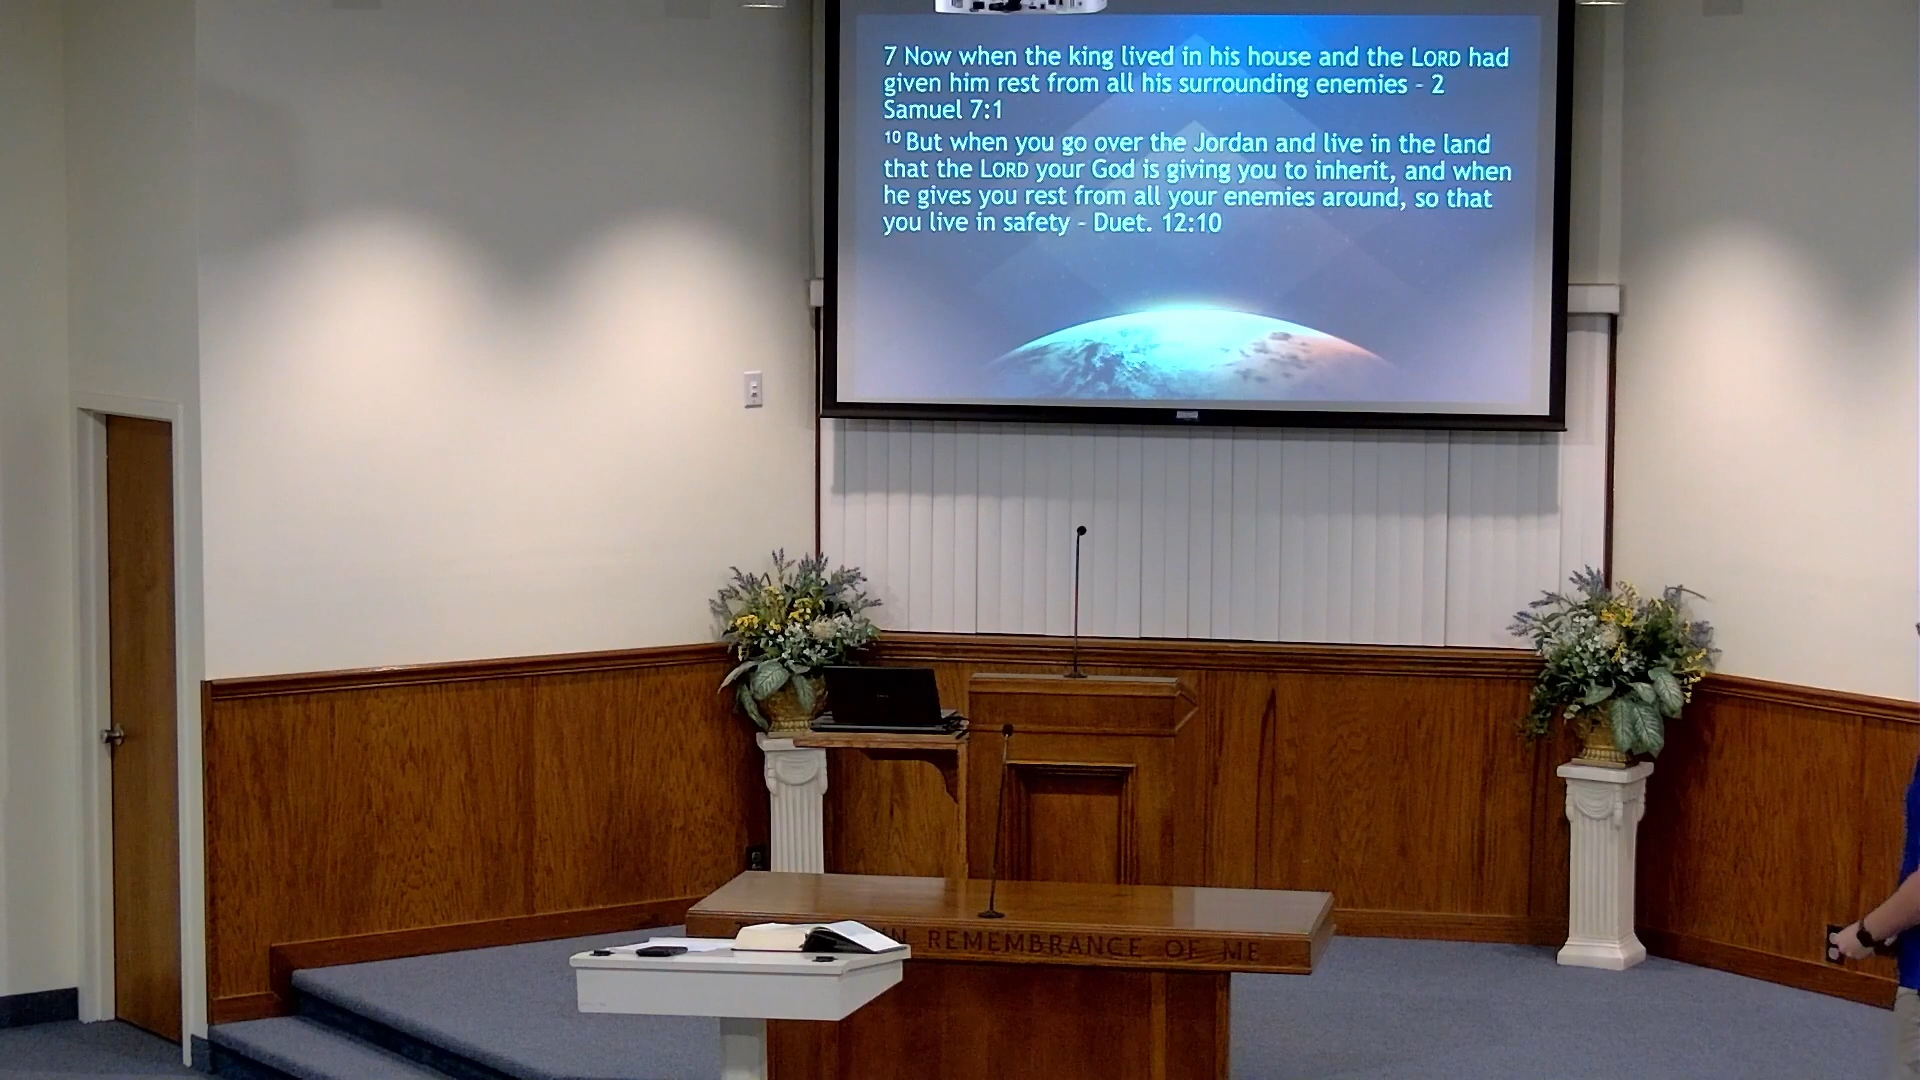 7 Now when the king lived in his house and the LORD had
given him rest from all his surrounding enemies - 2
Samuel 7:1
10 But when you go over the Jordan and live in the land
that the LORD your God is giving you to inherit, and when
he gives you rest from all your enemies around, so that
you live in safety - Duet. 12:10
IN REMEMBRANCE OF ME